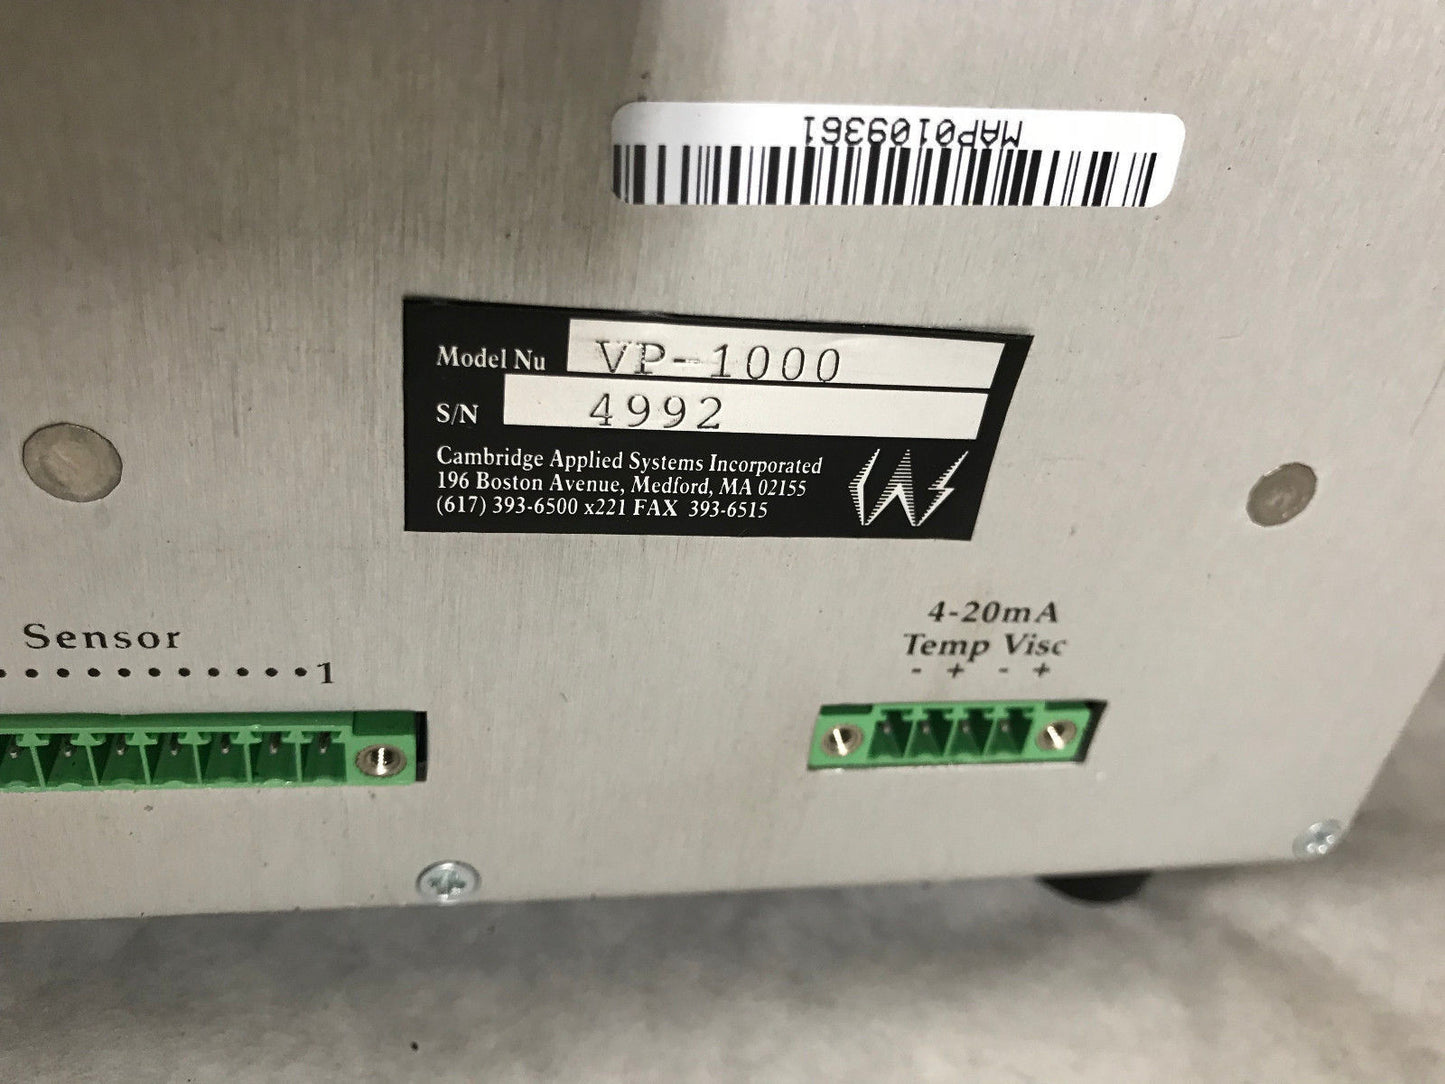 MAP0109361
Model Nu VP-1000
S/N 4992
Cambridge Applied Systems Incorporated
196 Boston Avenue, Medford, MA 02155
(617) 393-6500 x221 FAX 393-6515
Sensor
1
4-20mA
Temp Visc
- + - +